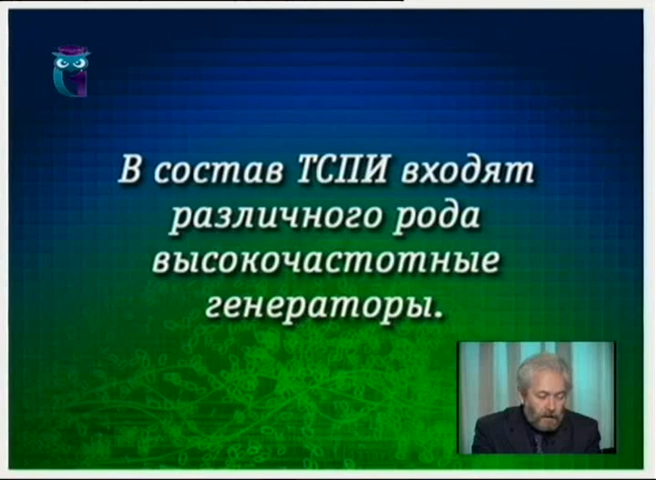 В состав ТСПИ входят
различного рода
высокочастотные
генераторы.